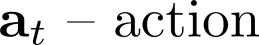 a_t – action